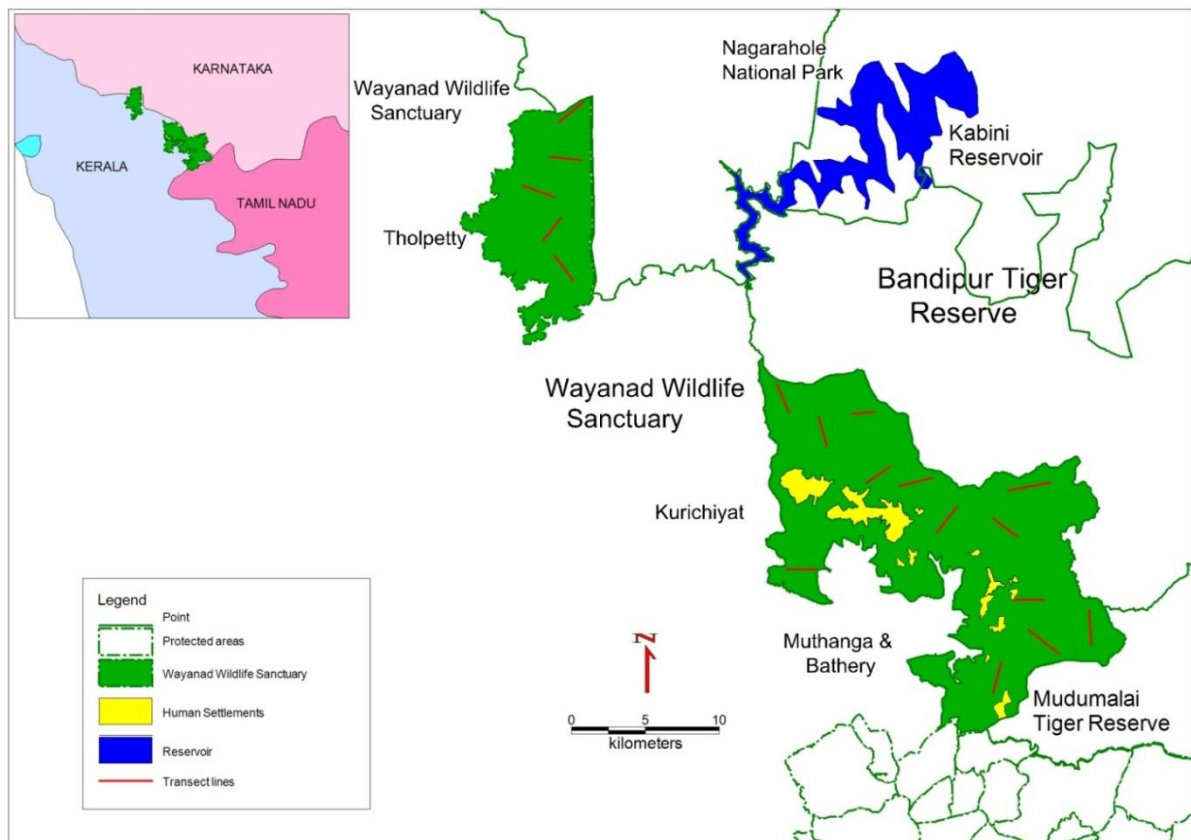 KARNATAKA
KERALA
TAMIL NADU
Wayanad Wildlife
Sanctuary
Tholpetty
Nagarahole
National Park
Kabini
Reservoir
Bandipur Tiger
Reserve
Wayanad Wildlife
Sanctuary
Kurichiyat
Muthanga &
Bathery
Mudumalai
Tiger Reserve
N
0 5 10
kilometers
Legend
Point
Protected areas
Wayanad Wildlife Sanctuary
Human Settlements
Reservoir
Transect lines